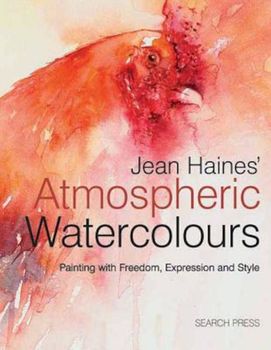 Jean Haines'
Atmospheric
Watercolours
Painting with Freedom, Expression and Style
SEARCH PRESS